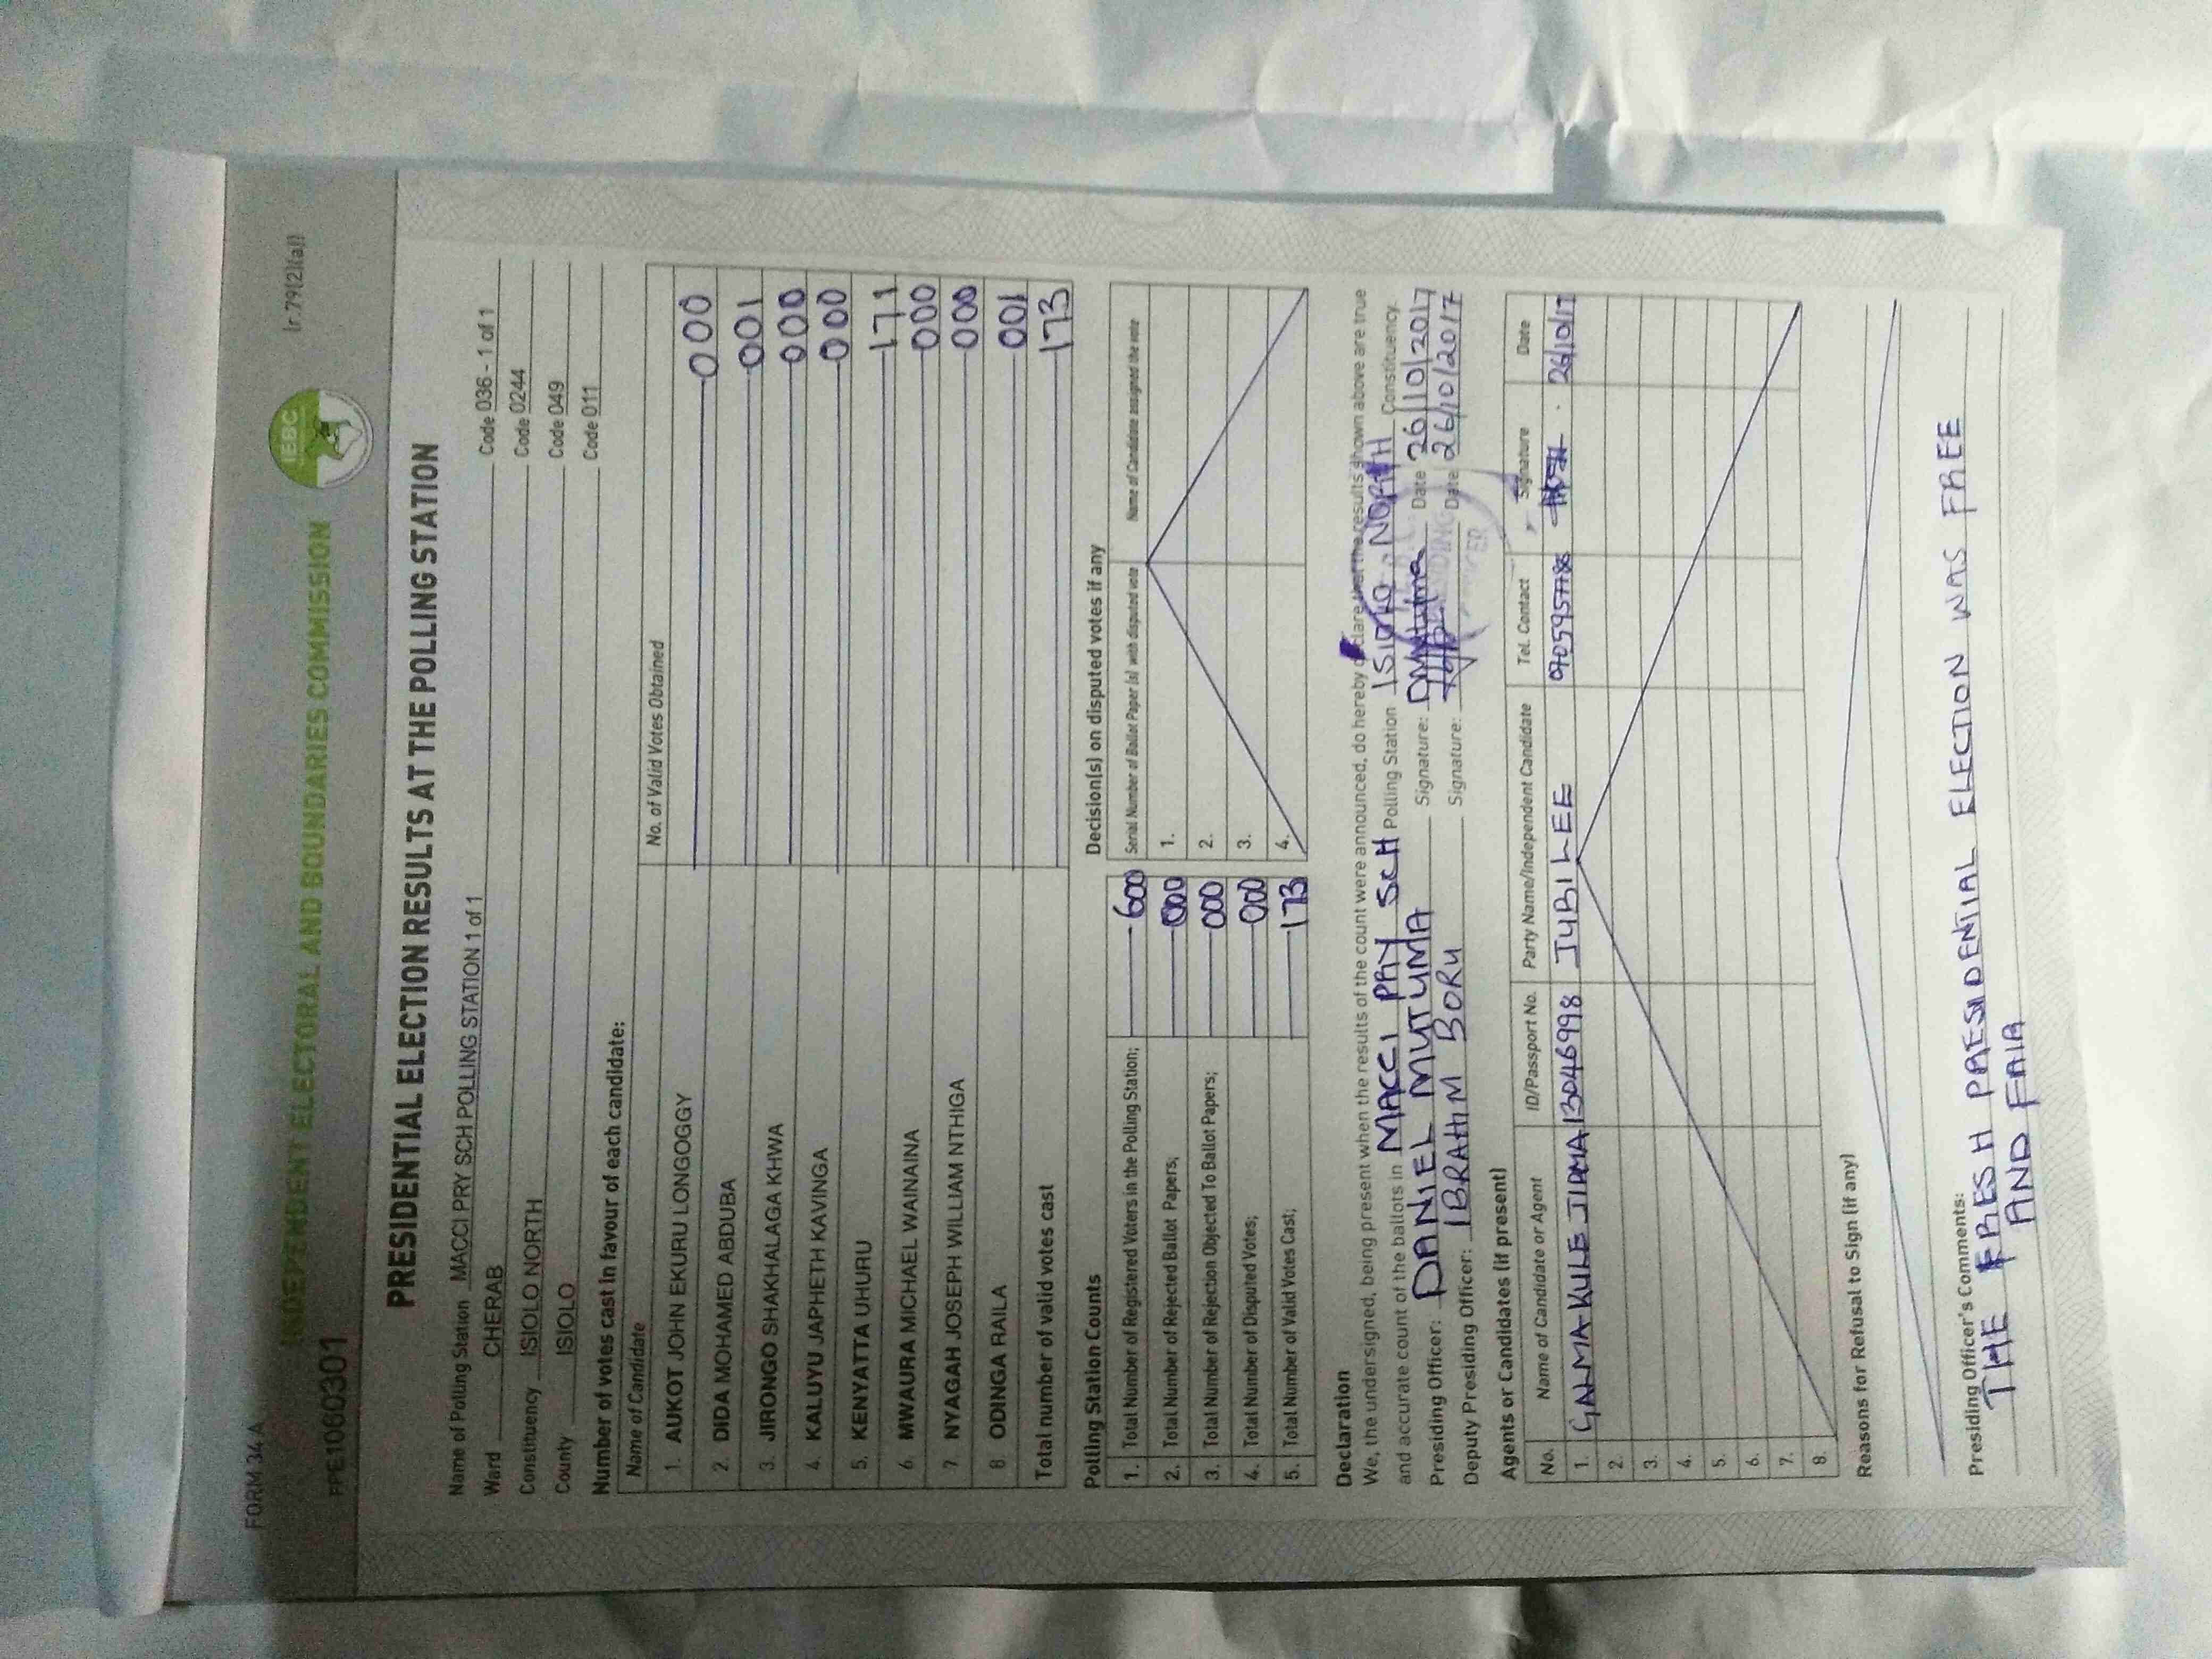 FORM 34 A
(r.79(2)(a))
INDEPENDENT ELECTORAL AND BOUNDARIES COMMISSION
IEBC
FPE1060301
PRESIDENTIAL ELECTION RESULTS AT THE POLLING STATION
Name of Polling Station MACCI PRY SCH POLLING STATION 1 of 1 Code 036 - 1 of 1
Ward CHERAB Code 0244
Constituency ISIOLO NORTH Code 049
County ISIOLO Code 011
Number of votes cast in favour of each candidate:
Name of Candidate No. of Valid Votes Obtained
1. AUKOT JOHN EKURU LONGOGGY 000
2. DIDA MOHAMED ABDUBA 001
3. JIRONGO SHAKHALAGA KHWA 000
4. KALUYU JAPHETH KAVINGA 000
5. KENYATTA UHURU 171
6. MWAURA MICHAEL WAINAINA 000
7. NYAGAH JOSEPH WILLIAM NTHIGA 000
8. ODINGA RAILA 001
Total number of valid votes cast 173
Polling Station Counts
1. Total Number of Registered Voters in the Polling Station; 600
2. Total Number of Rejected Ballot Papers; 000
3. Total Number of Rejection Objected To Ballot Papers; 000
4. Total Number of Disputed Votes; 000
5. Total Number of Valid Votes Cast; 173
Decision(s) on disputed votes if any
Serial Number of Ballot Paper (s) with disputed vote Name of Candidate assigned the vote
1.
2.
3.
4.
Declaration
We, the undersigned, being present when the results of the count were announced, do hereby declare that the results shown above are true
and accurate count of the ballots in MACCI PRY SCH Polling Station ISIOLO NORTH Constituency.
Presiding Officer: DANIEL MUTUMA Signature: Date 26/10/2017
Deputy Presiding Officer: IBRAHIM BORU Signature: Date 26/10/2017
Agents or Candidates (if present)
No. Name of Candidate or Agent ID/Passport No. Party Name/Independent Candidate Tel. Contact Signature Date
1. GALMA KULE JIRMA 13046998 JUBILEE 0705957786 26/10/17
2.
3.
4.
5.
6.
7.
8.
Reasons for Refusal to Sign (if any)
Presiding Officer's Comments:
THE FRESH PRESIDENTIAL ELECTION WAS FREE
AND FAIR